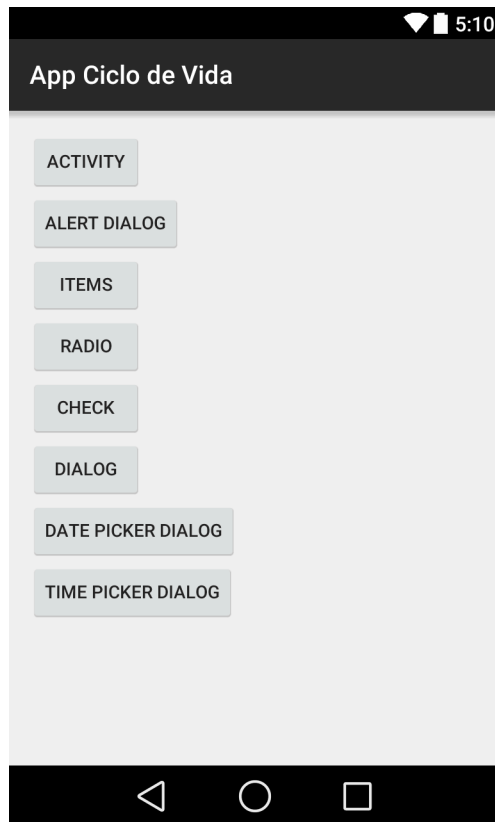 5:10
App Ciclo de Vida
ACTIVITY
ALERT DIALOG
ITEMS
RADIO
CHECK
DIALOG
DATE PICKER DIALOG
TIME PICKER DIALOG